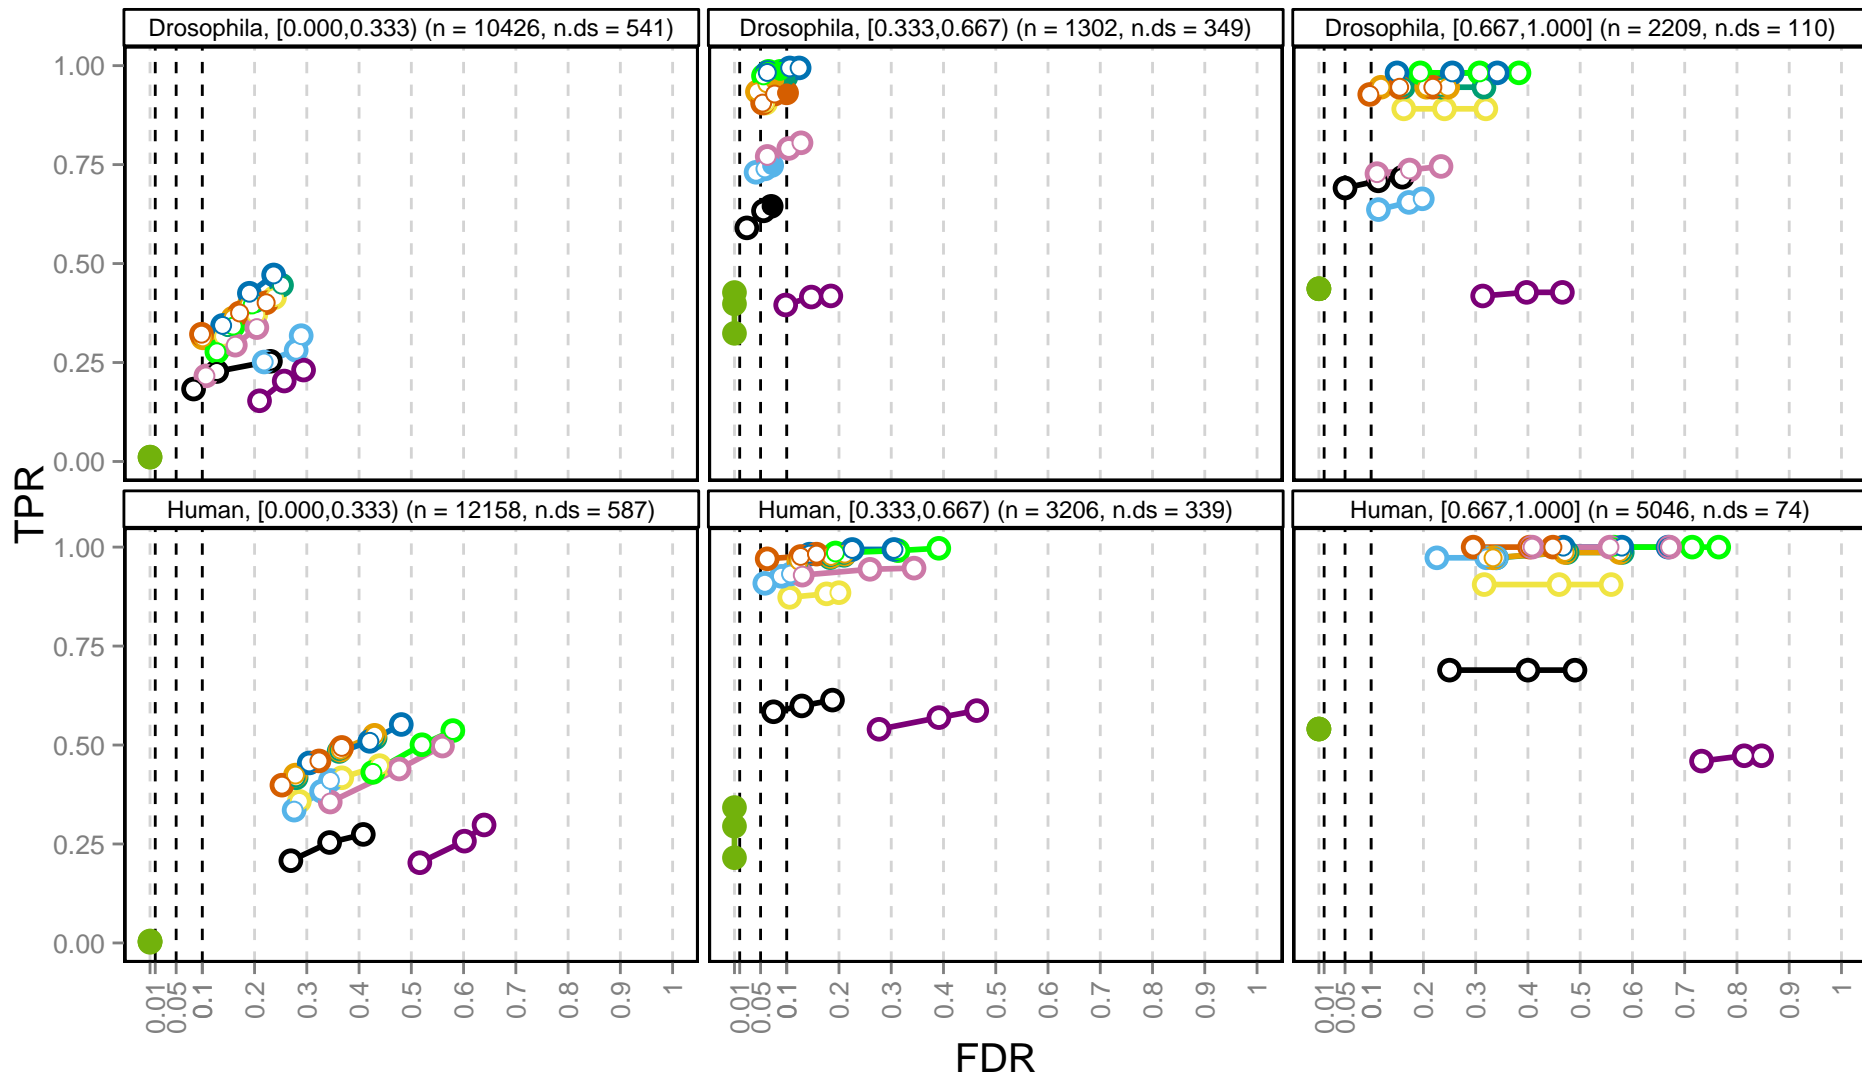 Drosophila, [0.000,0.333) (n = 10426, n.ds = 541)
Drosophila, [0.333,0.667) (n = 1302, n.ds = 349)
Drosophila, [0.667,1.000] (n = 2209, n.ds = 110)
1.00
0.75
0.50
0.25
0.00
TPR
Human, [0.000,0.333) (n = 12158, n.ds = 587)
Human, [0.333,0.667) (n = 3206, n.ds = 339)
Human, [0.667,1.000] (n = 5046, n.ds = 74)
1.00
0.75
0.50
0.25
0.00
0.01 0.05 0.1 0.2 0.3 0.4 0.5 0.6 0.7 0.8 0.9 1
0.01 0.05 0.1 0.2 0.3 0.4 0.5 0.6 0.7 0.8 0.9 1
0.01 0.05 0.1 0.2 0.3 0.4 0.5 0.6 0.7 0.8 0.9 1
FDR